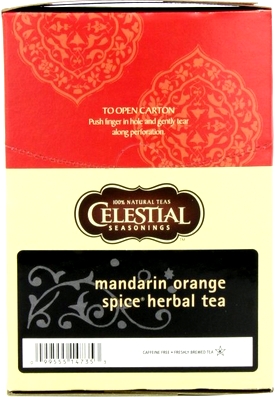 TO OPEN CARTON
Push finger in hole and gently tear
along perforation.
100% NATURAL TEAS
CELESTIAL
SEASONINGS
mandarin orange
spice® herbal tea
CAFFEINE FREE • FRESHLY BREWED TEA